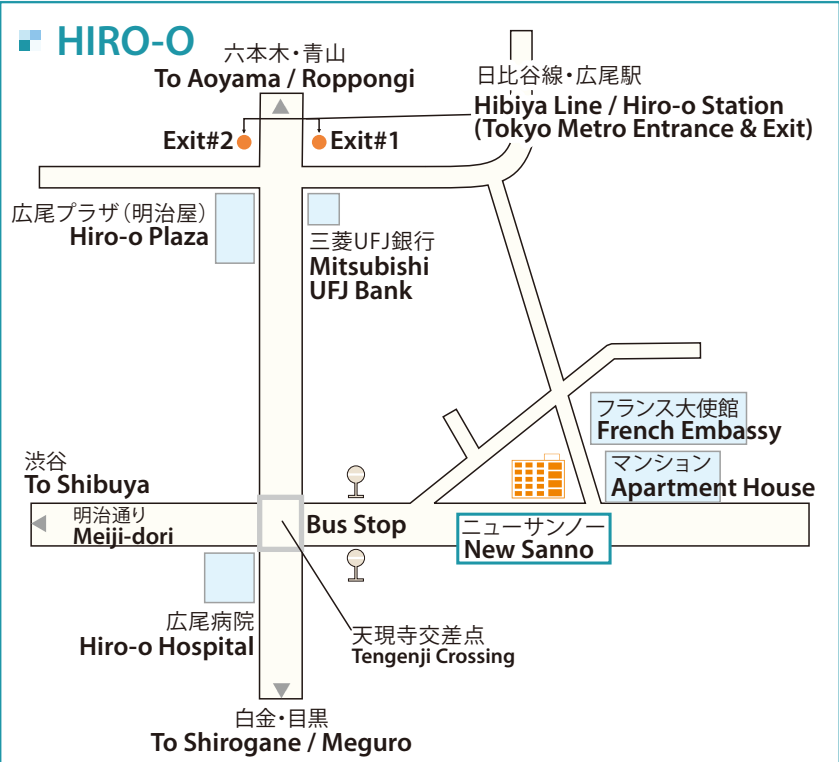 HIRO-O
六本木・青山
To Aoyama / Roppongi
日比谷線・広尾駅
Hibiya Line / Hiro-o Station
(Tokyo Metro Entrance & Exit)
Exit#2
Exit#1
広尾プラザ（明治屋）
Hiro-o Plaza
三菱UFJ銀行
Mitsubishi
UFJ Bank
フランス大使館
French Embassy
マンション
Apartment House
渋谷
To Shibuya
明治通り
Meiji-dori
Bus Stop
ニューサンノー
New Sanno
広尾病院
Hiro-o Hospital
天現寺交差点
Tengenji Crossing
白金・目黒
To Shirogane / Meguro